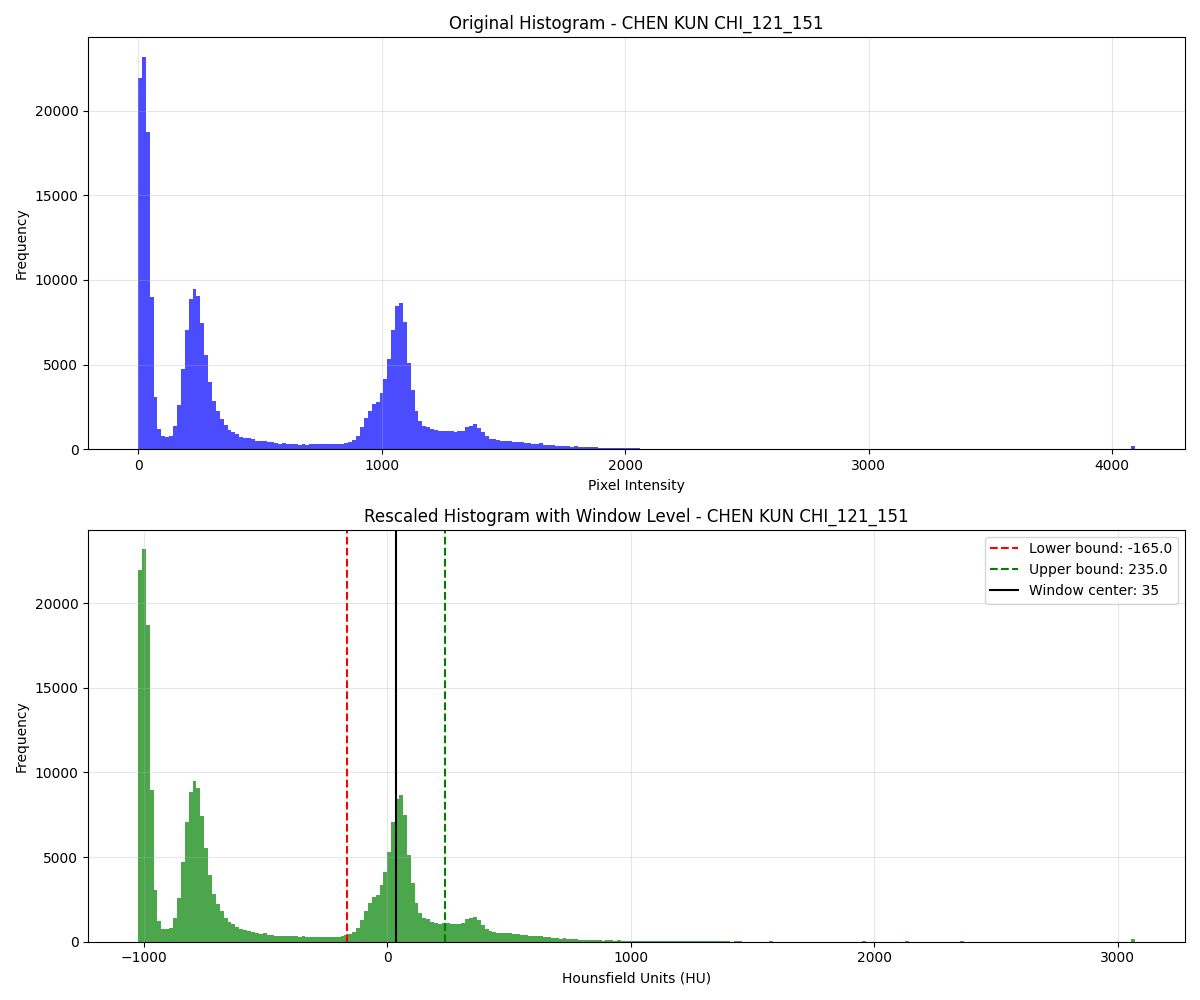 Original Histogram - CHEN KUN CHI_121_151
Frequency
20000
15000
10000
5000
0
0 1000 2000 3000 4000
Pixel Intensity
Rescaled Histogram with Window Level - CHEN KUN CHI_121_151
Lower bound: -165.0
Upper bound: 235.0
Window center: 35
Frequency
20000
15000
10000
5000
0
−1000 0 1000 2000 3000
Hounsfield Units (HU)